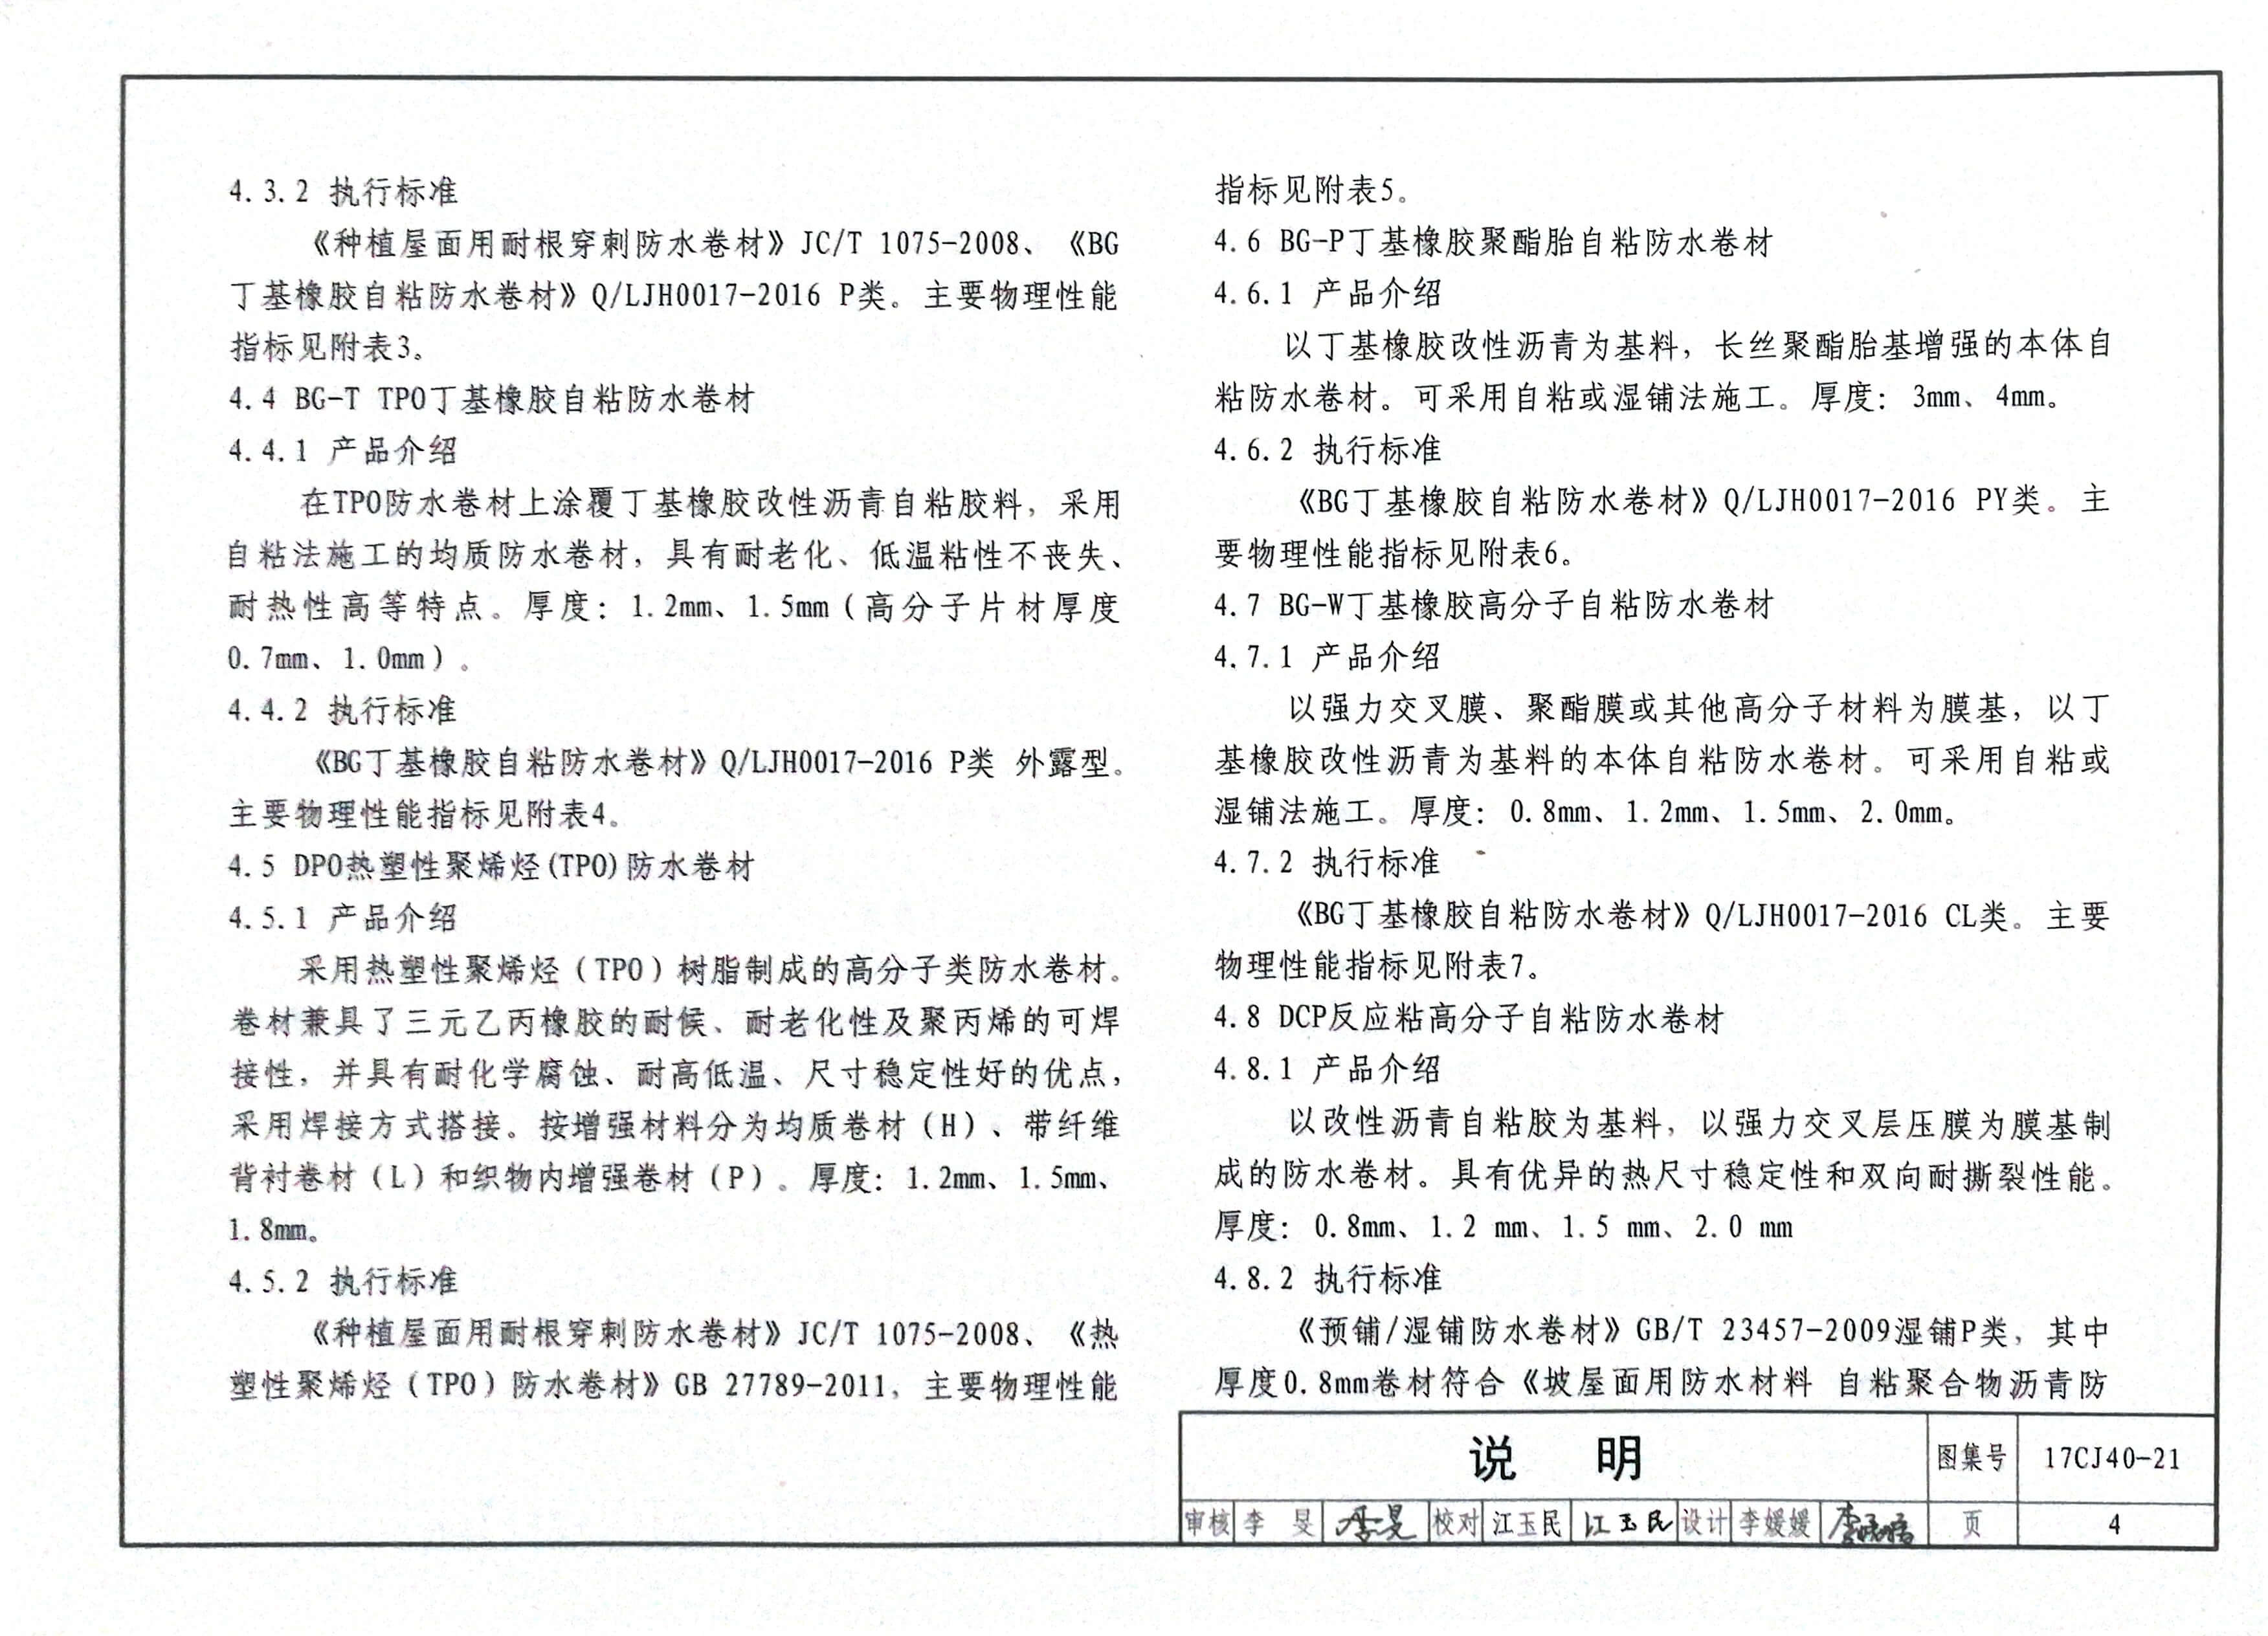 4.3.2 执行标准
《种植屋面用耐根穿刺防水卷材》JC/T 1075-2008、《BG
丁基橡胶自粘防水卷材》Q/LJH0017-2016 P类。主要物理性能
指标见附表3。
4.4 BG-T TPO丁基橡胶自粘防水卷材
4.4.1 产品介绍
在TPO防水卷材上涂覆丁基橡胶改性沥青自粘胶料，采用
自粘法施工的均质防水卷材，具有耐老化、低温粘性不丧失、
耐热性高等特点。厚度：1.2mm、1.5mm（高分子片材厚度
0.7mm、1.0mm）。
4.4.2 执行标准
《BG丁基橡胶自粘防水卷材》Q/LJH0017-2016 P类 外露型。
主要物理性能指标见附表4。
4.5 DPO热塑性聚烯烃(TPO)防水卷材
4.5.1 产品介绍
采用热塑性聚烯烃（TPO）树脂制成的高分子类防水卷材。
卷材兼具了三元乙丙橡胶的耐候、耐老化性及聚丙烯的可焊
接性，并具有耐化学腐蚀、耐高低温、尺寸稳定性好的优点，
采用焊接方式搭接。按增强材料分为均质卷材（H）、带纤维
背衬卷材（L）和织物内增强卷材（P）。厚度：1.2mm、1.5mm、
1.8mm。
4.5.2 执行标准
《种植屋面用耐根穿刺防水卷材》JC/T 1075-2008、《热
塑性聚烯烃（TPO）防水卷材》GB 27789-2011，主要物理性能
指标见附表5。
4.6 BG-P丁基橡胶聚酯胎自粘防水卷材
4.6.1 产品介绍
以丁基橡胶改性沥青为基料，长丝聚酯胎基增强的本体自
粘防水卷材。可采用自粘或湿铺法施工。厚度：3mm、4mm。
4.6.2 执行标准
《BG丁基橡胶自粘防水卷材》Q/LJH0017-2016 PY类。主
要物理性能指标见附表6。
4.7 BG-W丁基橡胶高分子自粘防水卷材
4.7.1 产品介绍
以强力交叉膜、聚酯膜或其他高分子材料为膜基，以丁
基橡胶改性沥青为基料的本体自粘防水卷材。可采用自粘或
湿铺法施工。厚度：0.8mm、1.2mm、1.5mm、2.0mm。
4.7.2 执行标准
《BG丁基橡胶自粘防水卷材》Q/LJH0017-2016 CL类。主要
物理性能指标见附表7。
4.8 DCP反应粘高分子自粘防水卷材
4.8.1 产品介绍
以改性沥青自粘胶为基料，以强力交叉层压膜为膜基制
成的防水卷材。具有优异的热尺寸稳定性和双向耐撕裂性能。
厚度：0.8mm、1.2 mm、1.5 mm、2.0 mm
4.8.2 执行标准
《预铺/湿铺防水卷材》GB/T 23457-2009湿铺P类，其中
厚度0.8mm卷材符合《坡屋面用防水材料 自粘聚合物沥青防
说 明 图集号 17CJ40-21
审核 李 旻 李旻 校对 江玉民 江玉民 设计 李媛媛 李媛媛 页 4